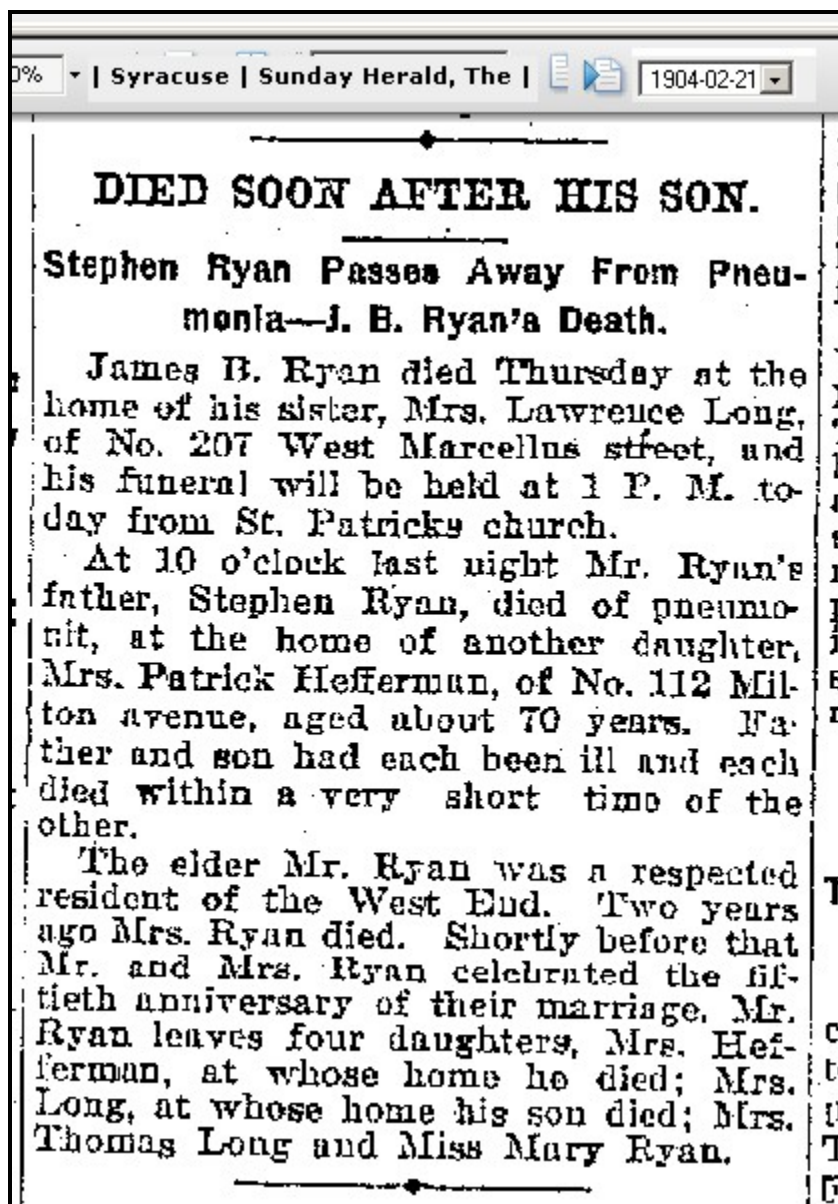 0% | Syracuse | Sunday Herald, The | 1904-02-21
DIED SOON AFTER HIS SON.
Stephen Ryan Passes Away From Pneu-
monia—J. B. Ryan'a Death.
James B. Ryan died Thursday at the
home of his sister, Mrs. Lawrence Long,
of No. 207 West Marcellus street, and
his funeral will be held at 1 P. M. to-
day from St. Patricks church.
At 10 o'clock last night Mr. Ryan's
father, Stephen Ryan, died of pneumo-
nit, at the home of another daughter,
Mrs. Patrick Hefferman, of No. 112 Mil-
ton avenue, aged about 70 years. Fa-
ther and son had each been ill and each
died within a very short time of the
other.
The elder Mr. Ryan was a respected
resident of the West End. Two years
ago Mrs. Ryan died. Shortly before that
Mr. and Mrs. Ryan celebrated the fif-
tieth anniversary of their marriage. Mr.
Ryan leaves four daughters, Mrs. Hef-
ferman, at whose home he died; Mrs.
Long, at whose home his son died; Mrs.
Thomas Long and Miss Mary Ryan.